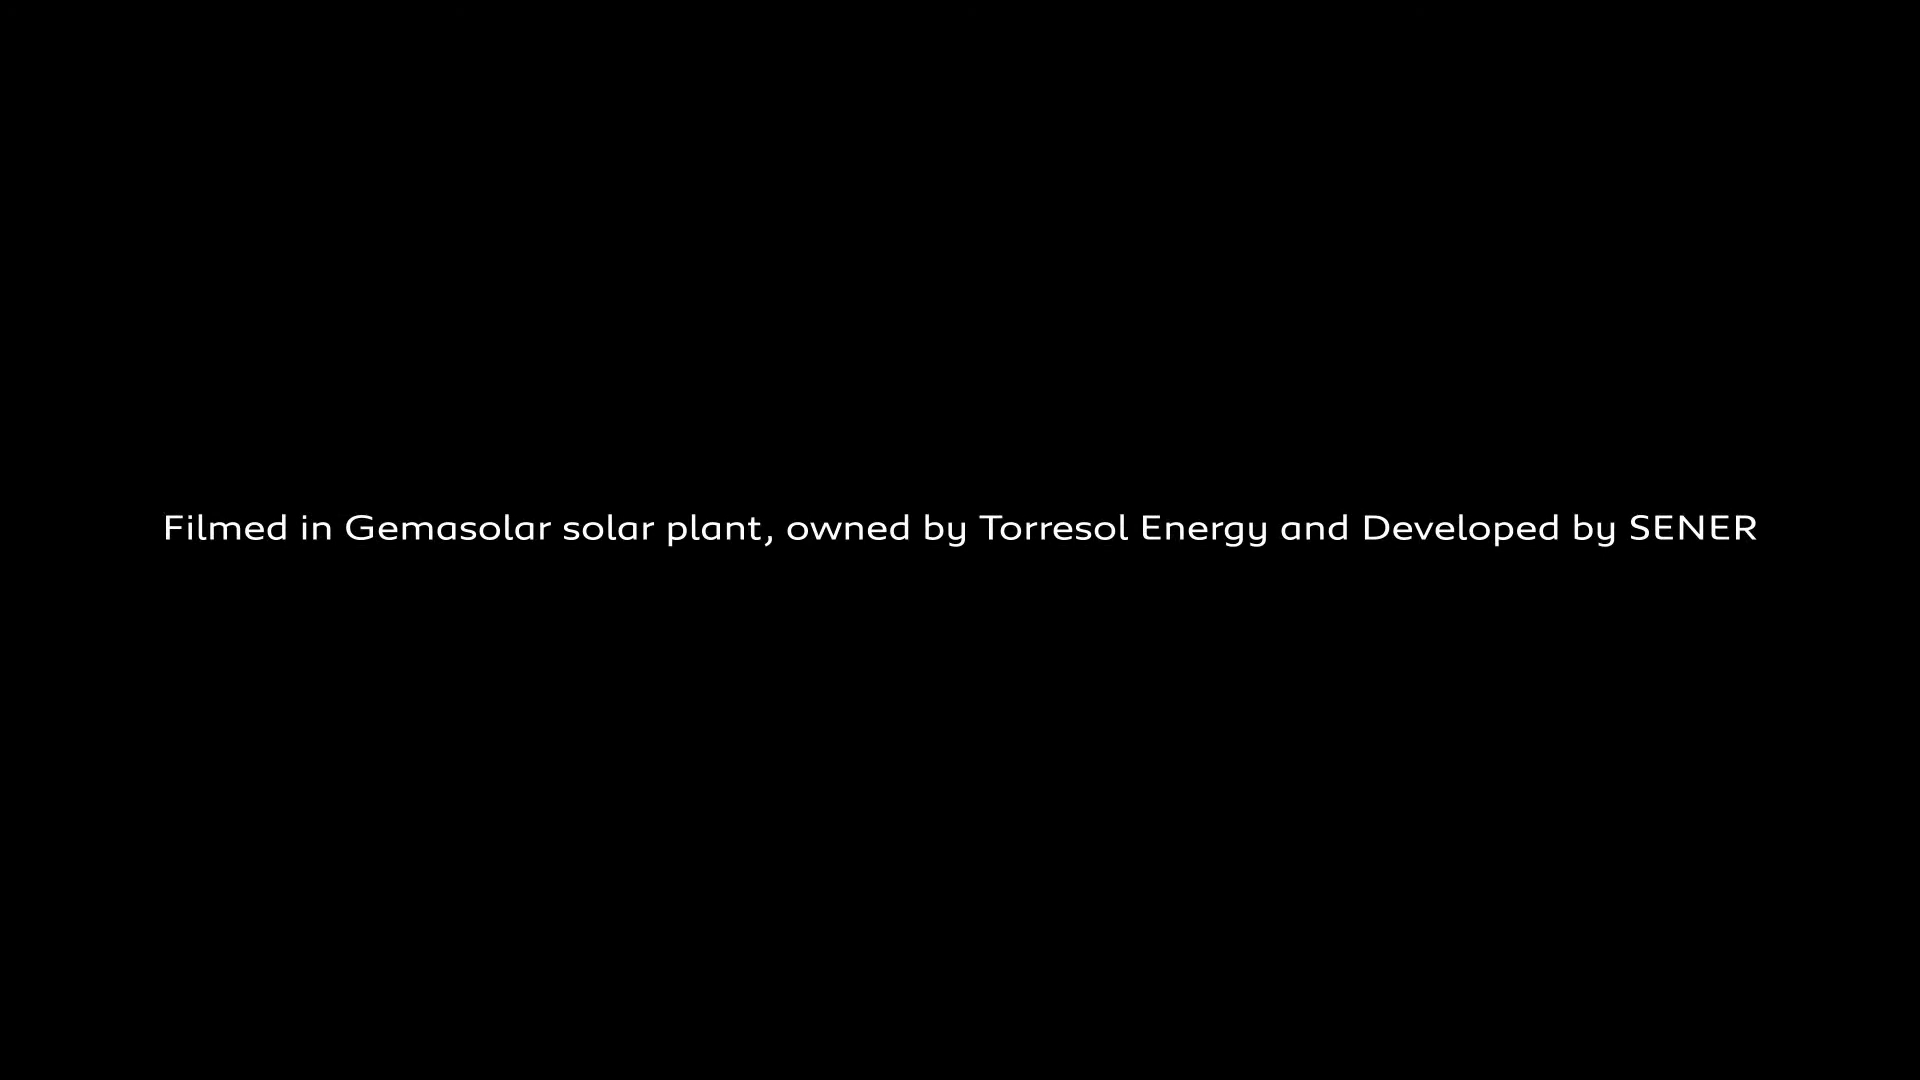 Filmed in Gemasolar solar plant, owned by Torresol Energy and Developed by SENER